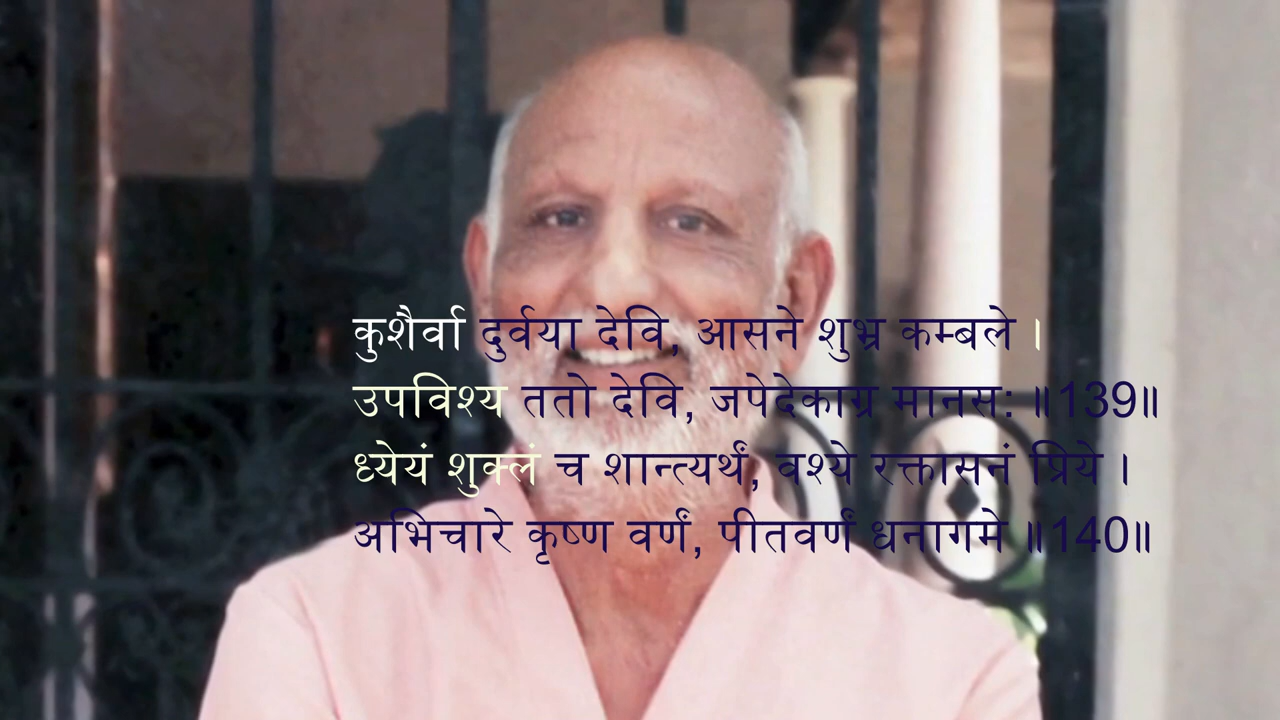 कुशैर्वा दुर्वया देवि, आसने शुभ्र कम्बले ।
उपविश्य ततो देवि, जपेदेकाग्र मानस: ॥139॥
ध्येयं शुक्लं च शान्त्यर्थं, वश्ये रक्तासनं प्रिये ।
अभिचारे कृष्ण वर्णं, पीतवर्णं धनागमे ॥140॥